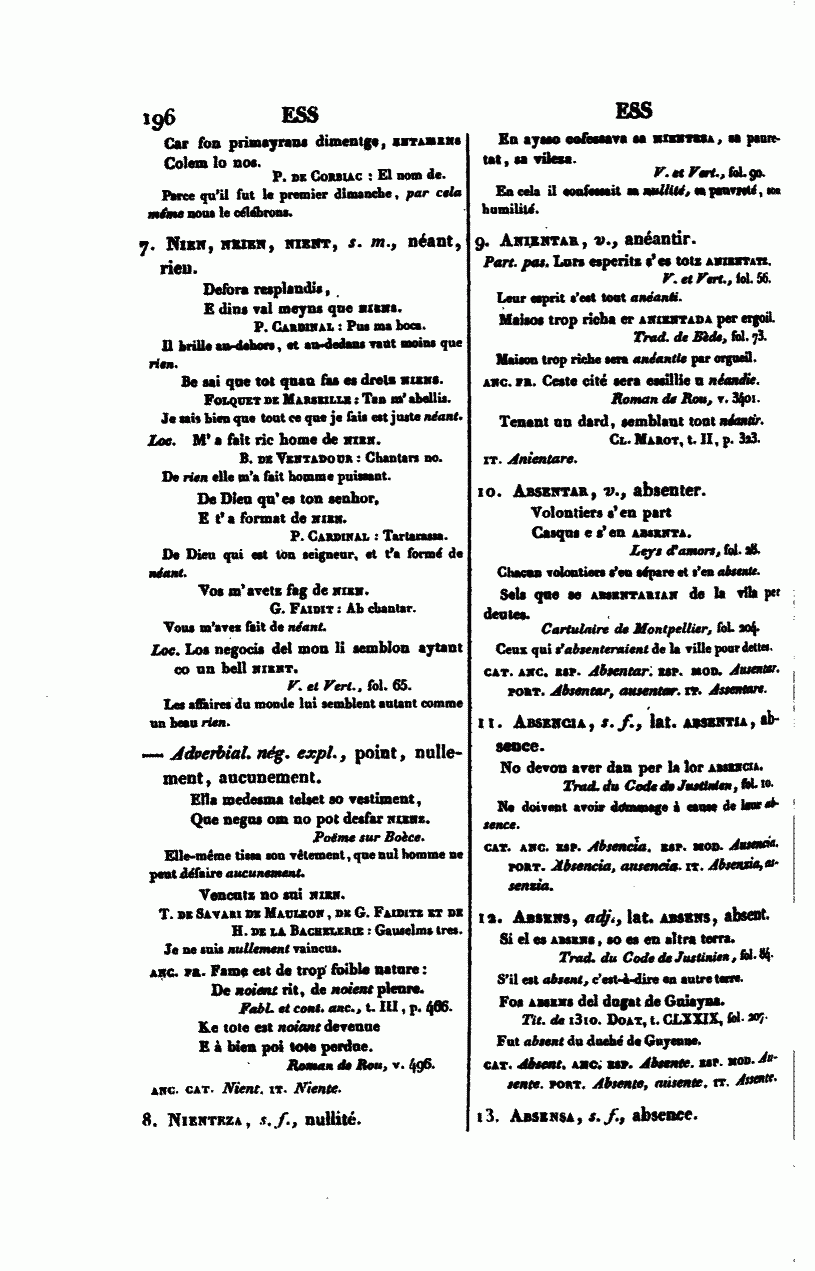 196 ESS
Car fon primayrana dimentge, ENTAMENS
Colem lo nos.
P. DE CORBIAC : El nom de.
Parce qu'il fut le premier dimanche, par cela
même nous le célébrons.
7. NIEN, NEIEN, NIENT, s. m., néant,
rien.
Defora resplandis,
E dins val meyns que NIENS.
P. CARDINAL : Pus ma boca.
Il brille au-dehors, et au-dedans vaut moins que
rien.
Be sai que tot quan fas es dreis NIENS.
FOLQUET DE MARSEILLE : Tan m'abellis.
Je sais bien que tout ce que je fais est juste néant.
Loc. M'a fait ric home de NIEN.
B. DE VENTADOUR : Chantars no.
De rien elle m'a fait homme puissant.
De Dieu qu'es ton senhor,
E t'a format de NIEN.
P. CARDINAL : Tartarassa.
De Dieu qui est ton seigneur, et t'a formé de
néant.
Vos m'avetz fag de NIEN.
G. FAIDIT : Ab chantar.
Vous m'avez fait de néant.
Loc. Los negocis del mon li semblon aytant
co un bell NIENT.
V. et Vert., fol. 65.
Les affaires du monde lui semblent autant comme
un beau rien.
— Adverbial. nég. expl., point, nulle-
ment, aucunement.
Ella medesma telset so vestiment,
Que negus om no pot desfar NIENZ.
Poème sur Boèce.
Elle-même tissa son vêtement, que nul homme ne
peut défaire aucunement.
Vencutz no sui NIEN.
T. DE SAVARI DE MAULEON, DE G. FAIDITZ ET DE
H. DE LA BACHELERIE : Gauselms tres.
Je ne suis nullement vaincus.
ANC. FR. Fame est de trop foible nature :
De noient rit, de noient pleure.
Fabl. et cont. anc., t. III, p. 466.
Ke tote est noiant devenue
E à bien poi tote perdue.
Roman de Rou, v. 496.
ANC. CAT. Nient. IT. Niente.
8. NIENTEZA, s. f., nullité.
ESS
En aysso cofessava sa NIENTEZA, sa paure-
tat, sa vileza.
V. et Vert., fol. 90.
En cela il confessait sa nullité, sa pauvreté, son
humilité.
9. ANIENTAR, v., anéantir.
Part. pas. Lurs esperitz s'es totz ANIENTATZ.
V. et Vert., fol. 56.
Leur esprit s'est tout anéanti.
Maisos trop richa er ANIENTADA per ergoil.
Trad. de Bède, fol. 73.
Maison trop riche sera anéantie par orgueil.
ANC. FR. Ceste cité sera essillie u néandie.
Roman de Rou, v. 3401.
Tenant un dard, semblant tout néantir.
CL. MAROT, t. II, p. 323.
IT. Anientare.
10. ABSENTAR, v., absenter.
Volontiers s'en part
Casqus e s'en ABSENTA.
Leys d'amors, fol. 28.
Chacun volontiers s'en sépare et s'en absente.
Sels que se ABSENTARIAN de la vila per
deutes.
Cartulaire de Montpellier, fol. 204.
Ceux qui s'absenteraient de la ville pour dettes.
CAT. ANC. ESP. Absentar. ESP. MOD. Ausentar.
PORT. Absentar, ausentar. IT. Assentare.
11. ABSENCIA, s. f., lat. ABSENTIA, ab-
sence.
No devon aver dan per la lor ABSENCIA.
Trad. du Code de Justinien, fol. 10.
Ne doivent avoir dommage à cause de leur ab-
sence.
CAT. ANC. ESP. Absencia. ESP. MOD. Ausencia.
PORT. Absencia, ausencia. IT. Absenzia, as-
senzia.
12. ABSENS, adj., lat. ABSENS, absent.
Si el es ABSENS, so es en altra terra.
Trad. du Code de Justinien, fol. 84.
S'il est absent, c'est-à-dire en autre terre.
Fos ABSENS del dugat de Guiayna.
Tit. de 1310. DOAT, t. CLXXIX, fol. 207.
Fut absent du duché de Guyenne.
CAT. Absent. ANC. ESP. Absente. ESP. MOD. Au-
sente. PORT. Absente, ausente. IT. Assente.
13. ABSENSA, s. f., absence.